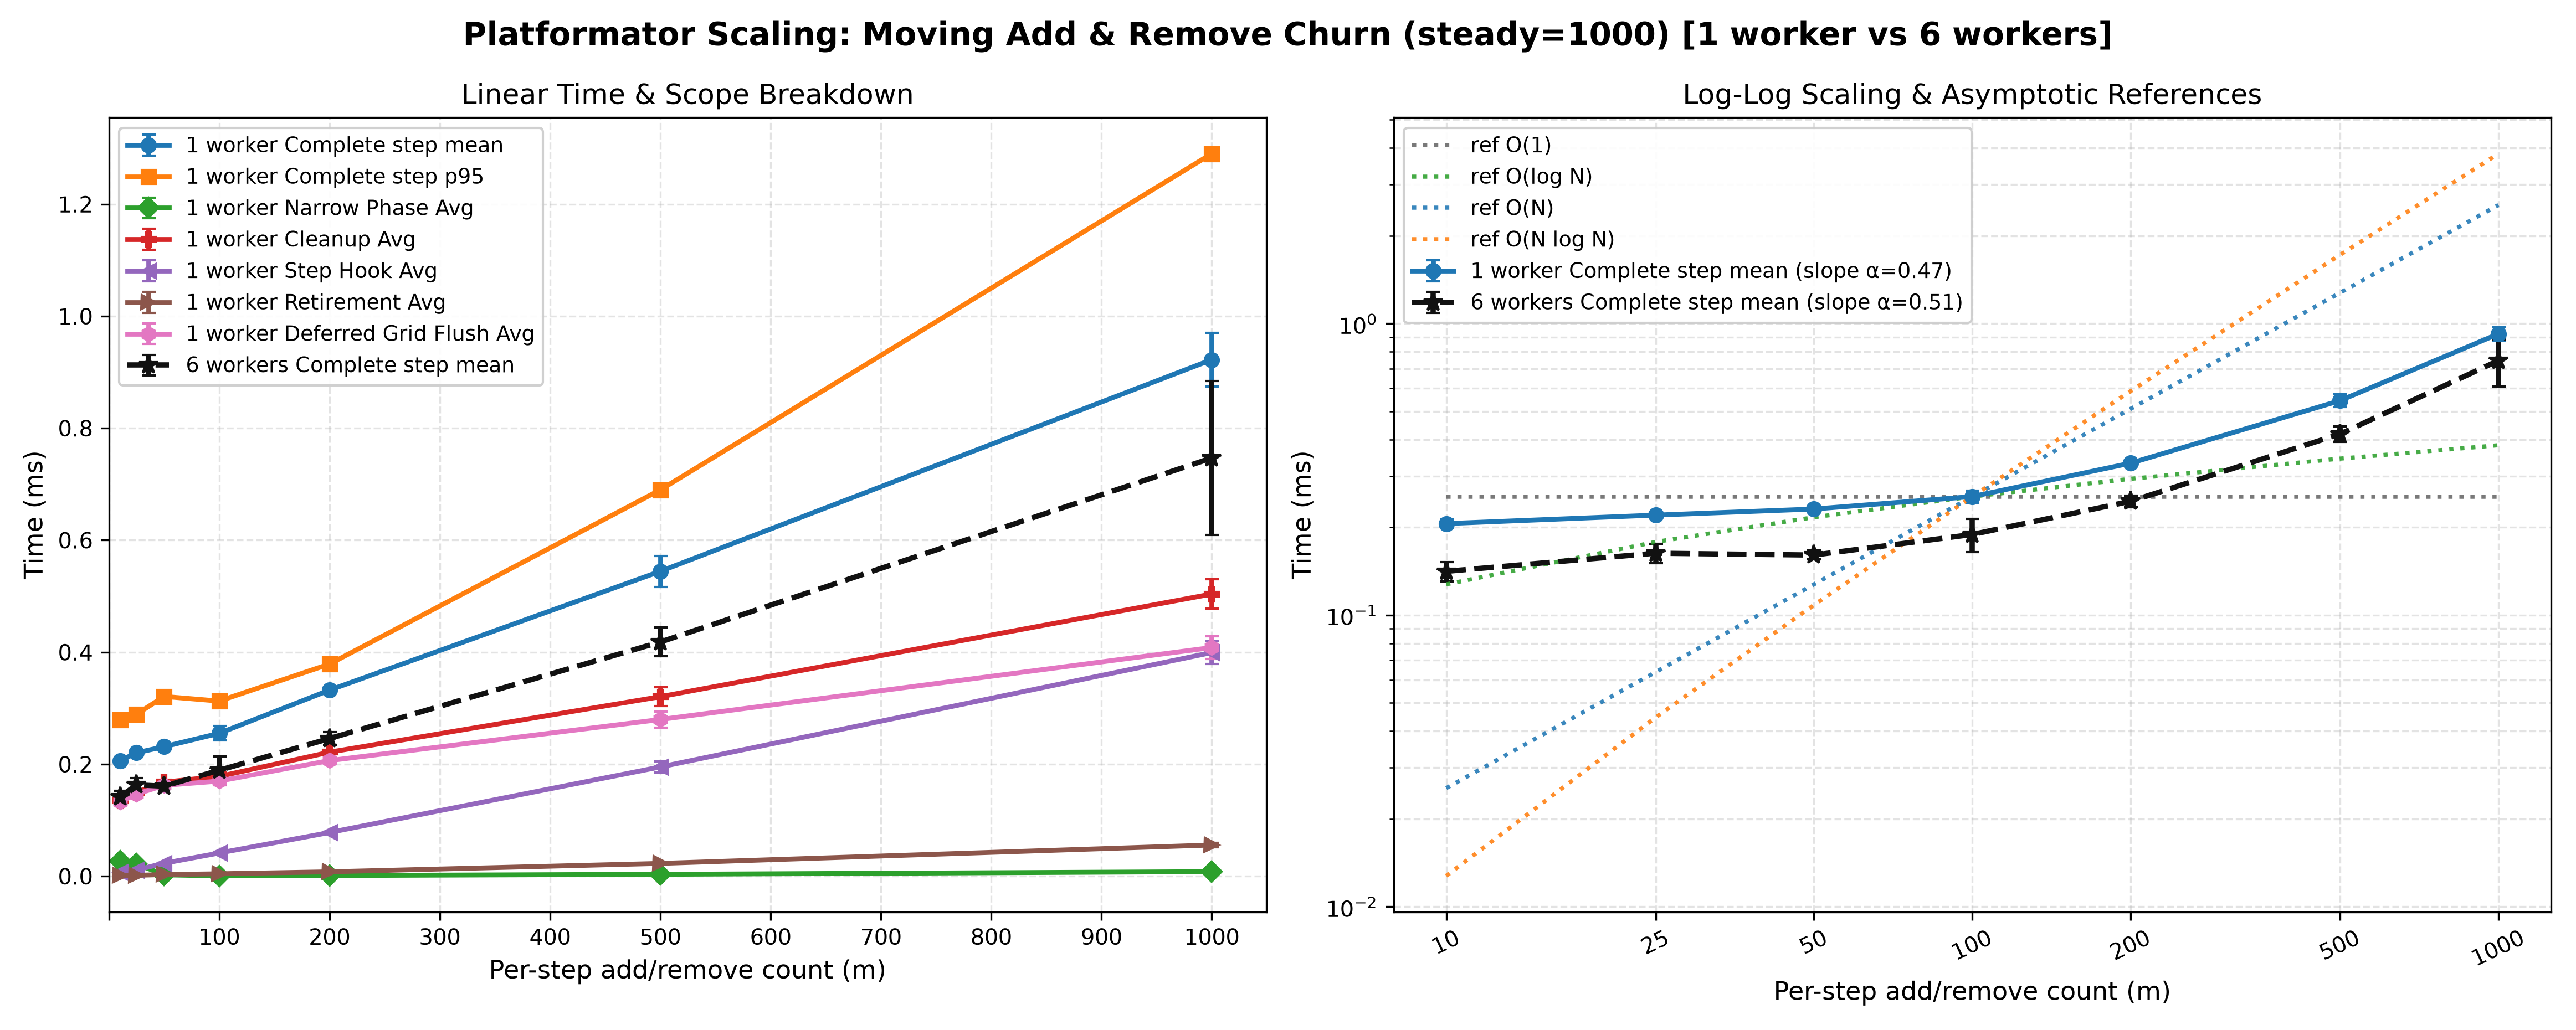 Platformator Scaling: Moving Add & Remove Churn (steady=1000) [1 worker vs 6 workers]
Linear Time & Scope Breakdown
1 worker Complete step mean
1 worker Complete step p95
1 worker Narrow Phase Avg
1 worker Cleanup Avg
1 worker Step Hook Avg
1 worker Retirement Avg
1 worker Deferred Grid Flush Avg
6 workers Complete step mean
Time (ms)
1.2
1.0
0.8
0.6
0.4
0.2
0.0
100 200 300 400 500 600 700 800 900 1000
Per-step add/remove count (m)
Log-Log Scaling & Asymptotic References
ref O(1)
ref O(log N)
ref O(N)
ref O(N log N)
1 worker Complete step mean (slope α=0.47)
6 workers Complete step mean (slope α=0.51)
Time (ms)
10⁰
10⁻¹
10⁻²
10 25 50 100 200 500 1000
Per-step add/remove count (m)